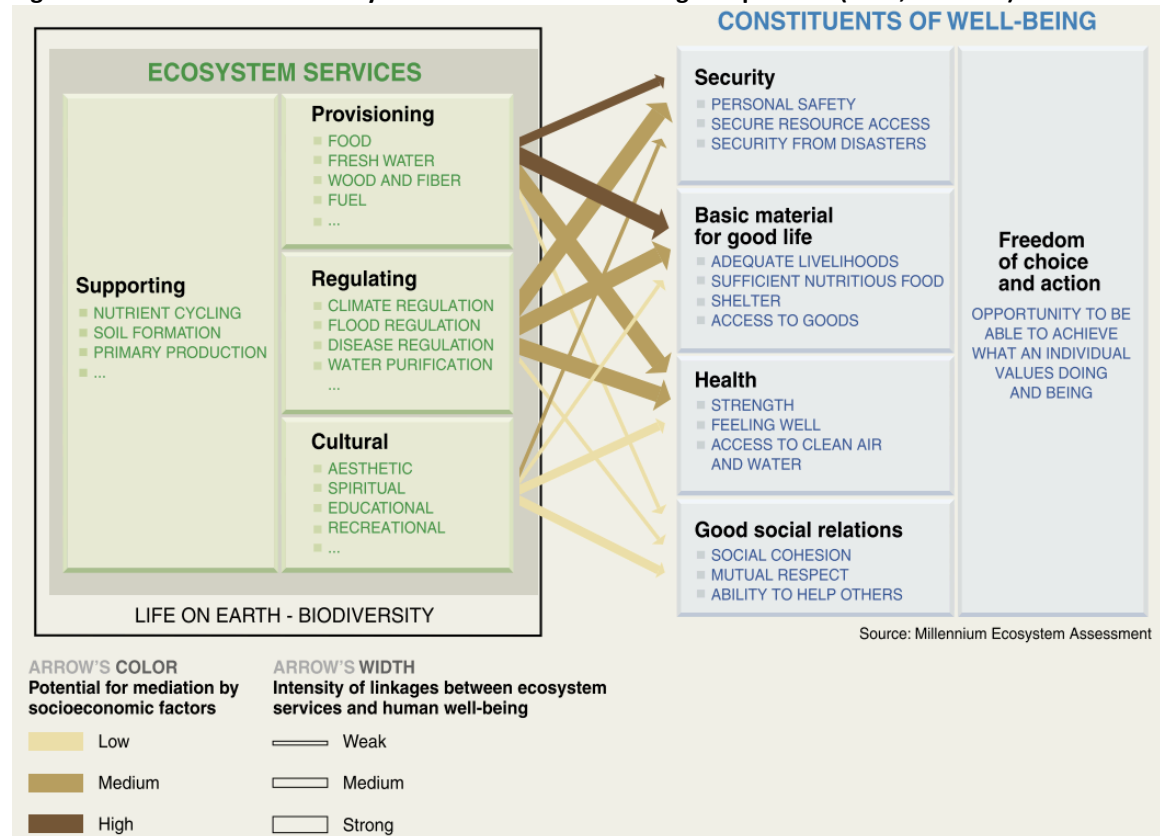 CONSTITUENTS OF WELL-BEING
ECOSYSTEM SERVICES
Provisioning
FOOD
FRESH WATER
WOOD AND FIBER
FUEL
...
Supporting
NUTRIENT CYCLING
SOIL FORMATION
PRIMARY PRODUCTION
...
Regulating
CLIMATE REGULATION
FLOOD REGULATION
DISEASE REGULATION
WATER PURIFICATION
...
Cultural
AESTHETIC
SPIRITUAL
EDUCATIONAL
RECREATIONAL
...
LIFE ON EARTH - BIODIVERSITY
Security
PERSONAL SAFETY
SECURE RESOURCE ACCESS
SECURITY FROM DISASTERS
Basic material
for good life
ADEQUATE LIVELIHOODS
SUFFICIENT NUTRITIOUS FOOD
SHELTER
ACCESS TO GOODS
Health
STRENGTH
FEELING WELL
ACCESS TO CLEAN AIR
AND WATER
Good social relations
SOCIAL COHESION
MUTUAL RESPECT
ABILITY TO HELP OTHERS
Freedom
of choice
and action
OPPORTUNITY TO BE
ABLE TO ACHIEVE
WHAT AN INDIVIDUAL
VALUES DOING
AND BEING
Source: Millennium Ecosystem Assessment
ARROW'S COLOR
Potential for mediation by
socioeconomic factors
Low
Medium
High
ARROW'S WIDTH
Intensity of linkages between ecosystem
services and human well-being
Weak
Medium
Strong